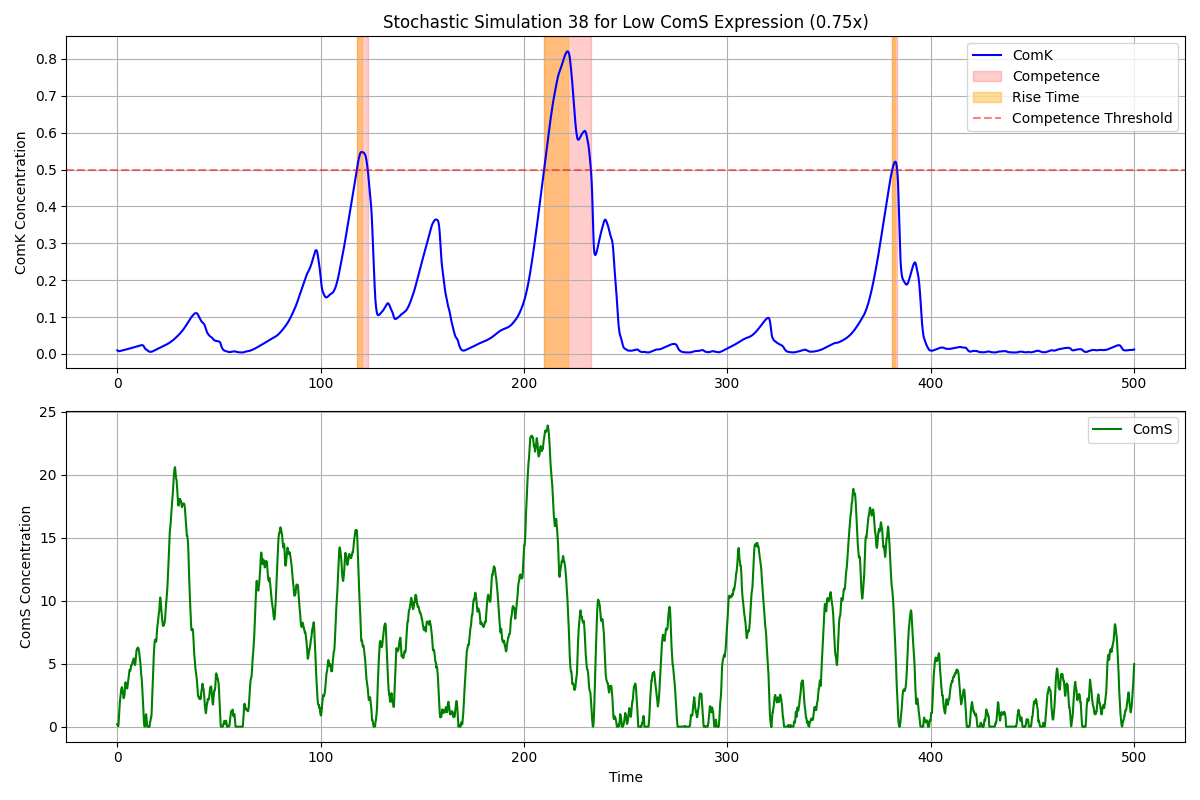 Stochastic Simulation 38 for Low ComS Expression (0.75x)
ComK Concentration
0.8
0.7
0.6
0.5
0.4
0.3
0.2
0.1
0.0
ComK
Competence
Rise Time
Competence Threshold
0 100 200 300 400 500
ComS Concentration
25
20
15
10
5
0
ComS
0 100 200 300 400 500
Time